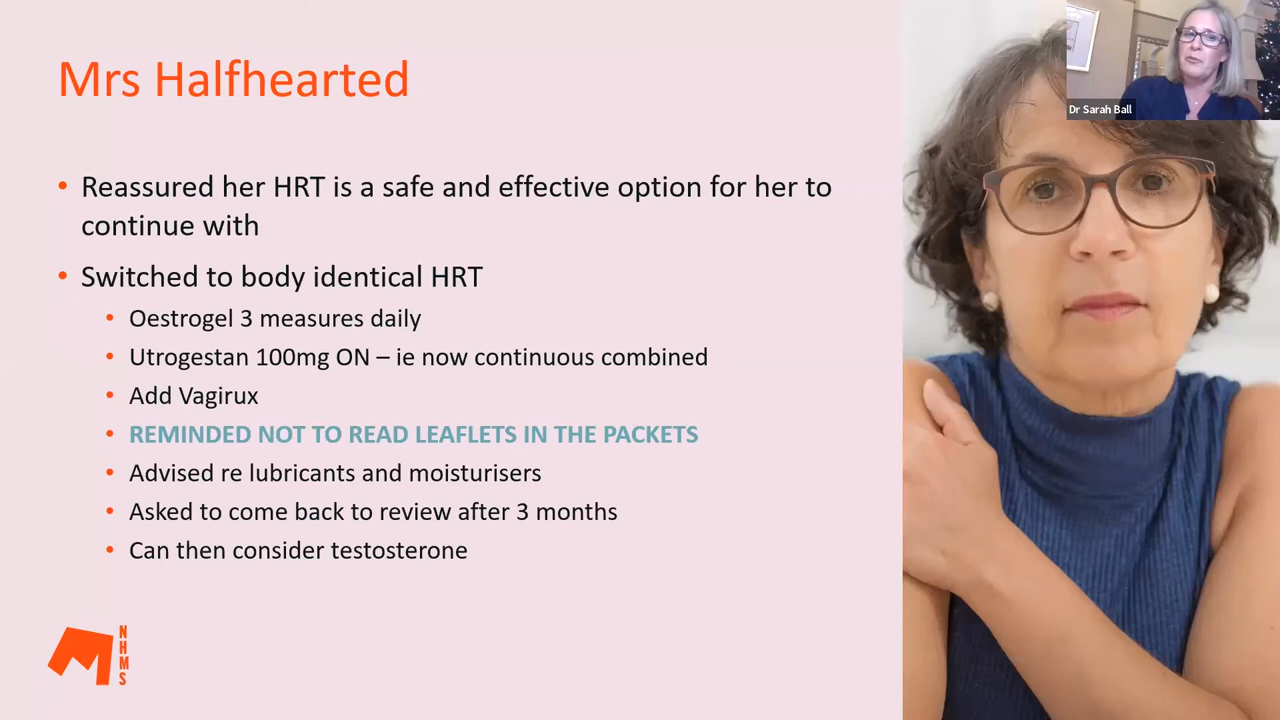 Mrs Halfhearted
Dr Sarah Ball
• Reassured her HRT is a safe and effective option for her to
continue with
• Switched to body identical HRT
• Oestrogel 3 measures daily
• Utrogestan 100mg ON – ie now continuous combined
• Add Vagirux
• REMINDED NOT TO READ LEAFLETS IN THE PACKETS
• Advised re lubricants and moisturisers
• Asked to come back to review after 3 months
• Can then consider testosterone
NHMS